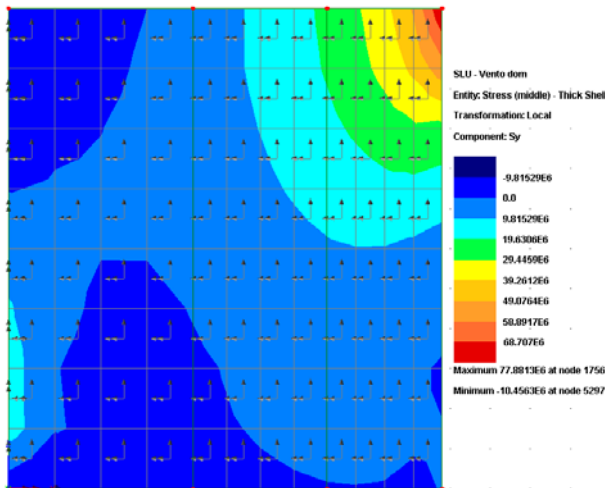 SLU - Vento dom
Entity: Stress (middle) - Thick Shell
Transformation: Local
Component: Sy
-9.81529E6
0.0
9.81529E6
19.6306E6
29.4459E6
39.2612E6
49.0764E6
58.8917E6
68.707E6
Maximum 77.8813E6 at node 1756
Minimum -10.4563E6 at node 5297